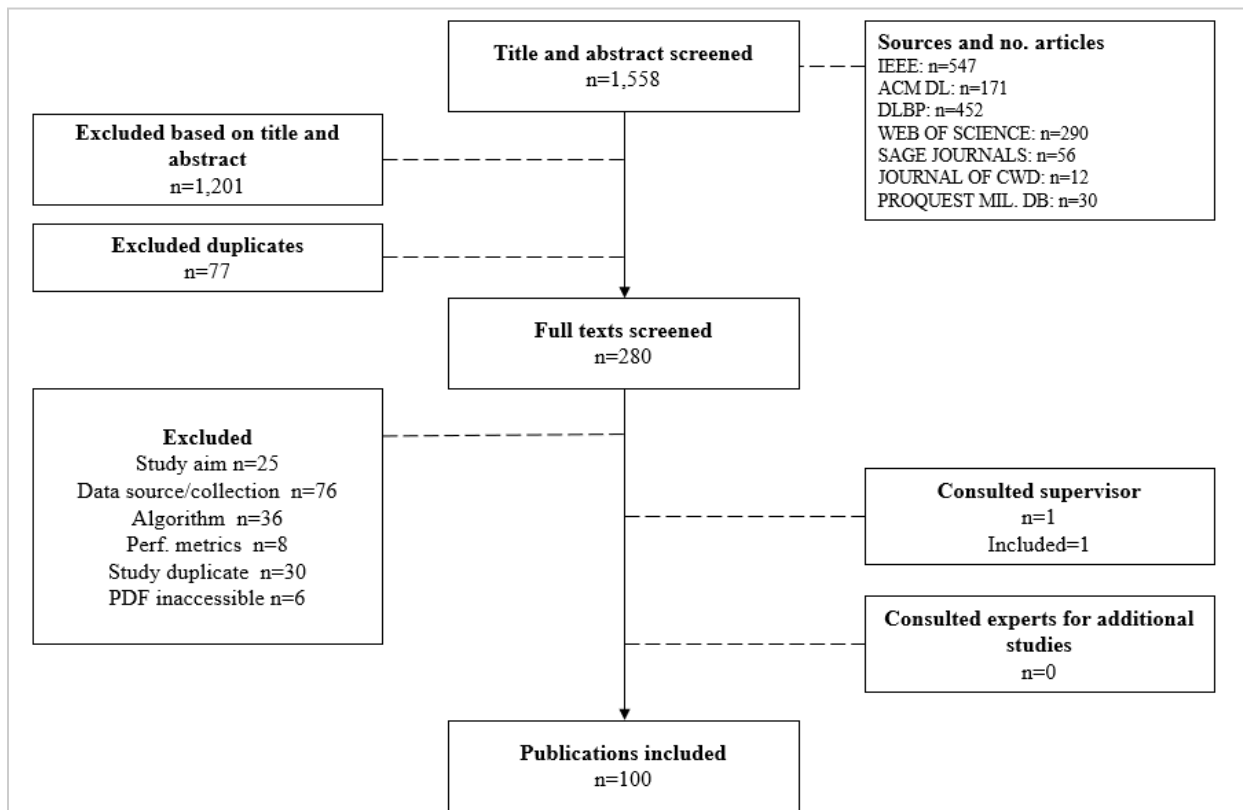 Title and abstract screened
n=1,558
Sources and no. articles
IEEE: n=547
ACM DL: n=171
DLBP: n=452
WEB OF SCIENCE: n=290
SAGE JOURNALS: n=56
JOURNAL OF CWD: n=12
PROQUEST MIL. DB: n=30
Excluded based on title and
abstract
n=1,201
Excluded duplicates
n=77
Full texts screened
n=280
Excluded
Study aim n=25
Data source/collection n=76
Algorithm n=36
Perf. metrics n=8
Study duplicate n=30
PDF inaccessible n=6
Consulted supervisor
n=1
Included=1
Consulted experts for additional
studies
n=0
Publications included
n=100